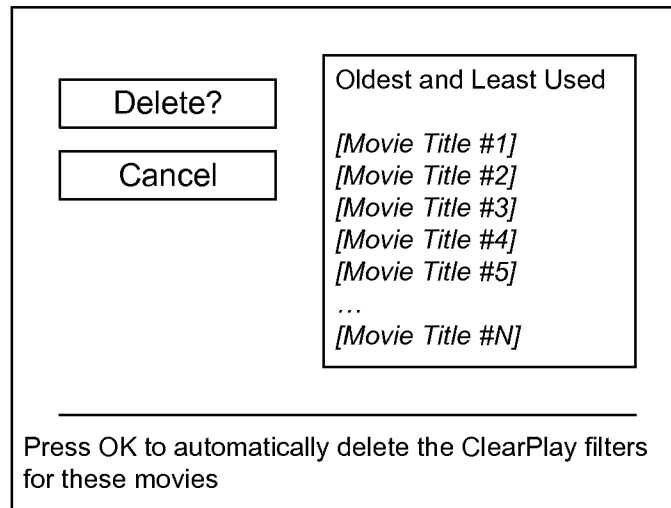 Delete?
Cancel
Oldest and Least Used
[Movie Title #1]
[Movie Title #2]
[Movie Title #3]
[Movie Title #4]
[Movie Title #5]
...
[Movie Title #N]
Press OK to automatically delete the ClearPlay filters
for these movies